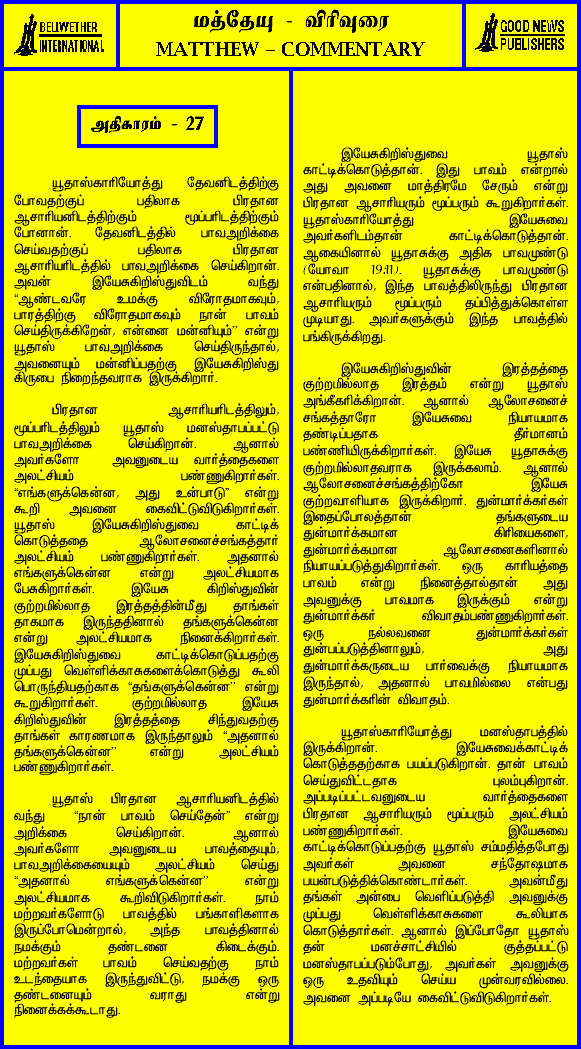 BELIWETHER
INTERNATIONAL
மத்தேயு - விரிவுரை
MATTHEW – COMMENTARY
GOOD NEWS
PUBLISHERS
அதிகாரம் - 27
யூதாஸ்காரியோத்து தேவனிடத்திற்கு
போவதற்குப் பதிலாக பிரதான
ஆசாரியனிடத்திற்கும் மூப்பரிடத்திற்கும்
போனான். தேவனிடத்தில் பாவஅறிக்கை
செய்வதற்குப் பதிலாக பிரதான
ஆசாரியரிடத்தில் பாவஅறிக்கை செய்கிறான்.
அவன் இயேசுகிறிஸ்துவிடம் வந்து
“ஆண்டவரே உமக்கு விரோதமாகவும்,
பாரத்திற்கு விரோதமாகவும் நான் பாவம்
செய்திருக்கிறேன், என்னை மன்னியும்” என்று
யூதாஸ் பாவஅறிக்கை செய்திருந்தால்,
அவனையும் மன்னிப்பதற்கு இயேசுகிறிஸ்து
கிருபை நிறைந்தவராக இருக்கிறார்.
பிரதான ஆசாரியரிடத்திலும்,
மூப்பரிடத்திலும் யூதாஸ் மனஸ்தாபப்பட்டு
பாவஅறிக்கை செய்கிறான். ஆனால்
அவர்களோ அவனுடைய வார்த்தைகளை
அலட்சியம் பண்ணுகிறார்கள்.
“எங்களுக்கென்ன, அது உன்பாடு” என்று
கூறி அவனை கைவிட்டுவிடுகிறார்கள்.
யூதாஸ் இயேசுகிறிஸ்துவை காட்டிக்
கொடுத்ததை ஆலோசனைச்சங்கத்தார்
அலட்சியம் பண்ணுகிறார்கள். அதனால்
எங்களுக்கென்ன என்று அலட்சியமாக
பேசுகிறார்கள். இயேசு கிறிஸ்துவின்
குற்றமில்லாத இரத்தத்தின்மீது தாங்கள்
தாகமாக இருந்ததினால் தங்களுக்கென்ன
என்று அலட்சியமாக நினைக்கிறார்கள்.
இயேசுகிறிஸ்துவை காட்டிக்கொடுப்பதற்கு
முப்பது வெள்ளிக்காசுகளைக்கொடுத்து கூலி
பொருந்தியதற்காக “தங்களுக்கென்ன” என்று
கூறுகிறார்கள். குற்றமில்லாத இயேசு
கிறிஸ்துவின் இரத்தத்தை சிந்துவதற்கு
தாங்கள் காரணமாக இருந்தாலும் “அதனால்
தங்களுக்கென்ன” என்று அலட்சியம்
பண்ணுகிறார்கள்.
யூதாஸ் பிரதான ஆசாரியனிடத்தில்
வந்து “நான் பாவம் செய்தேன்” என்று
அறிக்கை செய்கிறான். ஆனால்
அவர்களோ அவனுடைய பாவத்தையும்,
பாவஅறிக்கையையும் அலட்சியம் செய்து
“அதனால் எங்களுக்கென்ன” என்று
அலட்சியமாக கூறிவிடுகிறார்கள். நாம்
மற்றவர்களோடு பாவத்தில் பங்காளிகளாக
இருப்போமென்றால், அந்த பாவத்தினால்
நமக்கும் தண்டனை கிடைக்கும்.
மற்றவர்கள் பாவம் செய்வதற்கு நாம்
உடந்தையாக இருந்துவிட்டு, நமக்கு ஒரு
தண்டனையும் வராது என்று
நினைக்கக்கூடாது.
இயேசுகிறிஸ்துவை யூதாஸ்
காட்டிக்கொடுத்தான். இது பாவம் என்றால்
அது அவனை மாத்திரமே சேரும் என்று
பிரதான ஆசாரியரும் மூப்பரும் கூறுகிறார்கள்.
யூதாஸ்காரியோத்து இயேசுவை
அவர்களிடம்தான் காட்டிக்கொடுத்தான்.
ஆகையினால் யூதாசுக்கு அதிக பாவமுண்டு
(யோவா 19:11). யூதாசுக்கு பாவமுண்டு
என்பதினால், இந்த பாவத்திலிருந்து பிரதான
ஆசாரியரும் மூப்பரும் தப்பித்துக்கொள்ள
முடியாது. அவர்களுக்கும் இந்த பாவத்தில்
பங்கிருக்கிறது.
இயேசுகிறிஸ்துவின் இரத்தத்தை
குற்றமில்லாத இரத்தம் என்று யூதாஸ்
அங்கீகரிக்கிறான். ஆனால் ஆலோசனைச்
சங்கத்தாரோ இயேசுவை நியாயமாக
தண்டிப்பதாக தீர்மானம்
பண்ணியிருக்கிறார்கள். இயேசு யூதாசுக்கு
குற்றமில்லாதவராக இருக்கலாம். ஆனால்
ஆலோசனைச்சங்கத்திற்கோ இயேசு
குற்றவாளியாக இருக்கிறார். துன்மார்க்கர்கள்
இதைப்போலத்தான் தங்களுடைய
துன்மார்க்கமான கிரியைகளை,
துன்மார்க்கமான ஆலோசனைகளினால்
நியாயப்படுத்துகிறார்கள். ஒரு காரியத்தை
பாவம் என்று நினைத்தால்தான் அது
அவனுக்கு பாவமாக இருக்கும் என்று
துன்மார்க்கர் விவாதம்பண்ணுகிறார்கள்.
ஒரு நல்லவனை துன்மார்க்கர்கள்
துன்பப்படுத்தினாலும், அது
துன்மார்க்கருடைய பார்வைக்கு நியாயமாக
இருந்தால், அதனால் பாவமில்லை என்பது
துன்மார்க்கரின் விவாதம்.
யூதாஸ்காரியோத்து மனஸ்தாபத்தில்
இருக்கிறான். இயேசுவைக்காட்டிக்
கொடுத்ததற்காக பயப்படுகிறான். தான் பாவம்
செய்துவிட்டதாக புலம்புகிறான்.
அப்படிப்பட்டவனுடைய வார்த்தைகளை
பிரதான ஆசாரியரும் மூப்பரும் அலட்சியம்
பண்ணுகிறார்கள். இயேசுவை
காட்டிக்கொடுப்பதற்கு யூதாஸ் சம்மதித்தபோது
அவர்கள் அவனை சந்தோஷமாக
பயன்படுத்திக்கொண்டார்கள். அவன்மீது
தங்கள் அன்பை வெளிப்படுத்தி அவனுக்கு
முப்பது வெள்ளிக்காசுகளை கூலியாக
கொடுத்தார்கள். ஆனால் இப்போதோ யூதாஸ்
தன் மனச்சாட்சியில் குத்தப்பட்டு
மனஸ்தாபப்படும்போது, அவர்கள் அவனுக்கு
ஒரு உதவியும் செய்ய முன்வரவில்லை.
அவனை அப்படியே கைவிட்டுவிடுகிறார்கள்.